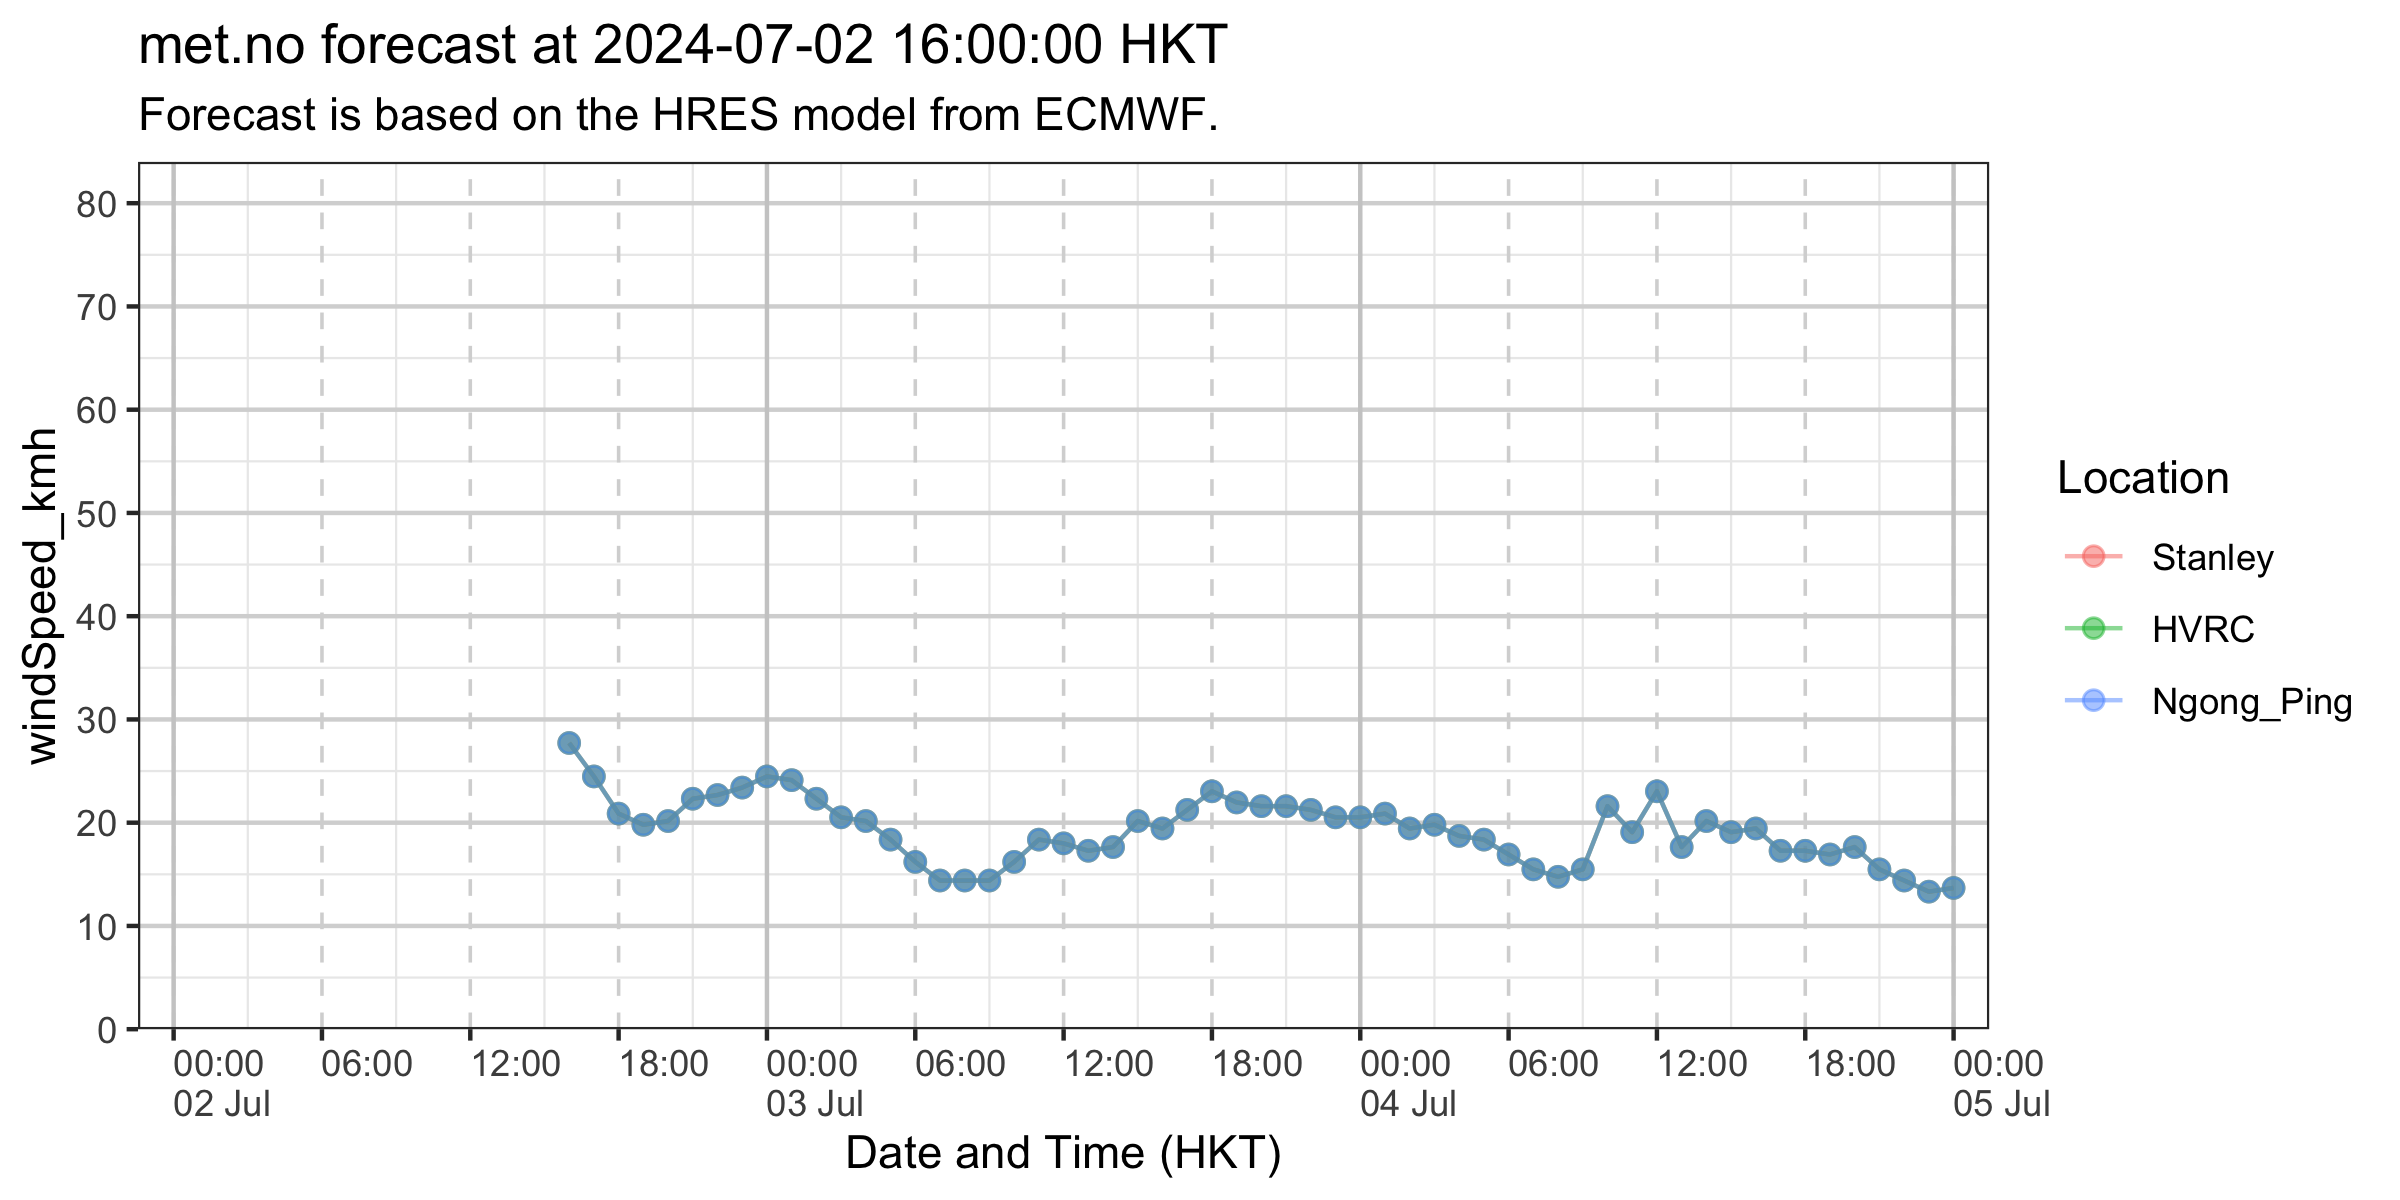 met.no forecast at 2024-07-02 16:00:00 HKT
Forecast is based on the HRES model from ECMWF.
windSpeed_kmh
80
70
60
50
40
30
20
10
0
00:00 06:00 12:00 18:00 00:00 06:00 12:00 18:00 00:00 06:00 12:00 18:00 00:00
02 Jul 03 Jul 04 Jul 05 Jul
Date and Time (HKT)
Location
Stanley
HVRC
Ngong_Ping